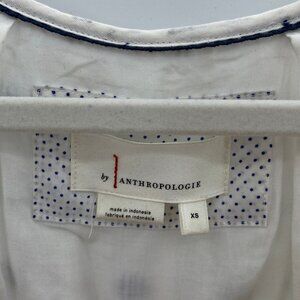 by ANTHROPOLOGIE
made in indonesia
fabriqué en indonésie
XS